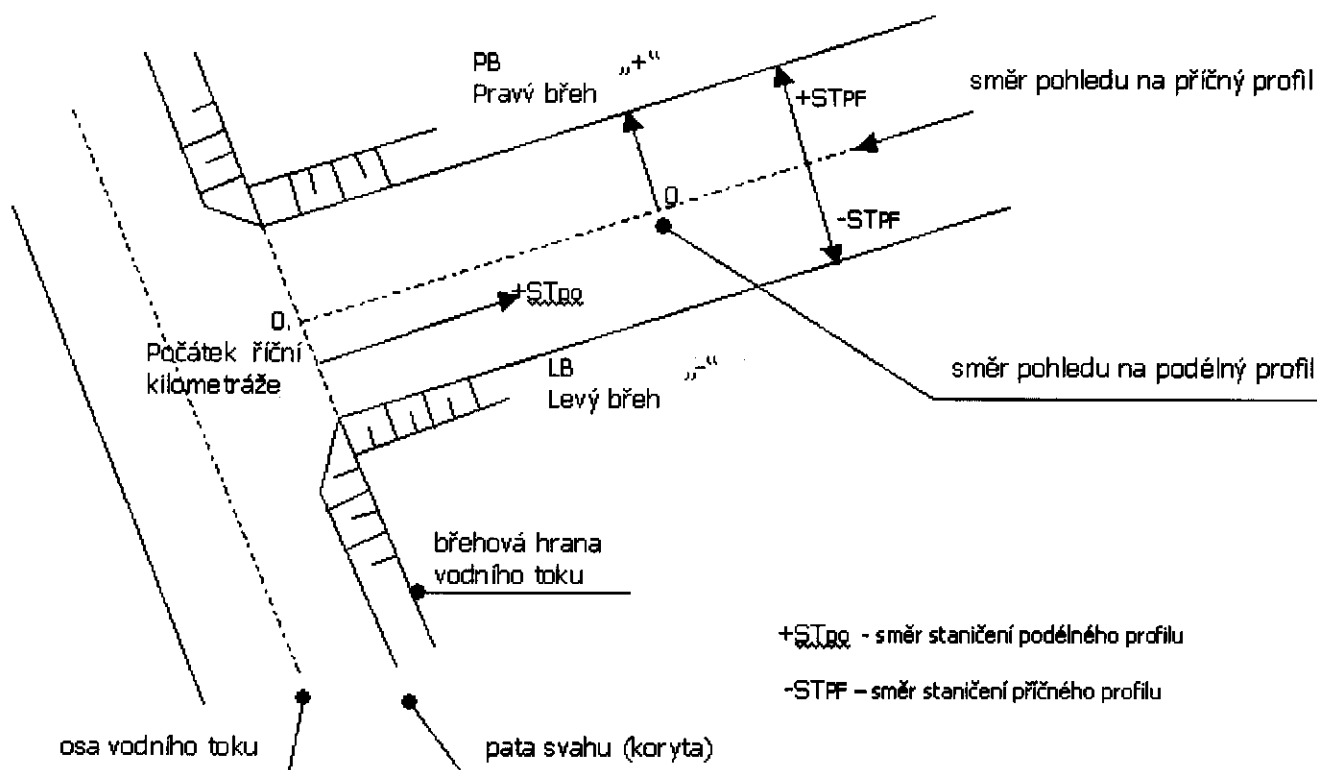 PB „+“
Pravý břeh
+STPF
směr pohledu na příčný profil
0
-STPF
+STDO
0.
Počátek říční
kilometráže
LB „-“
Levý břeh
směr pohledu na podélný profil
břehová hrana
vodního toku
+STDO - směr staničení podélného profilu
-STPF – směr staničení příčného profilu
osa vodního toku
pata svahu (koryta)